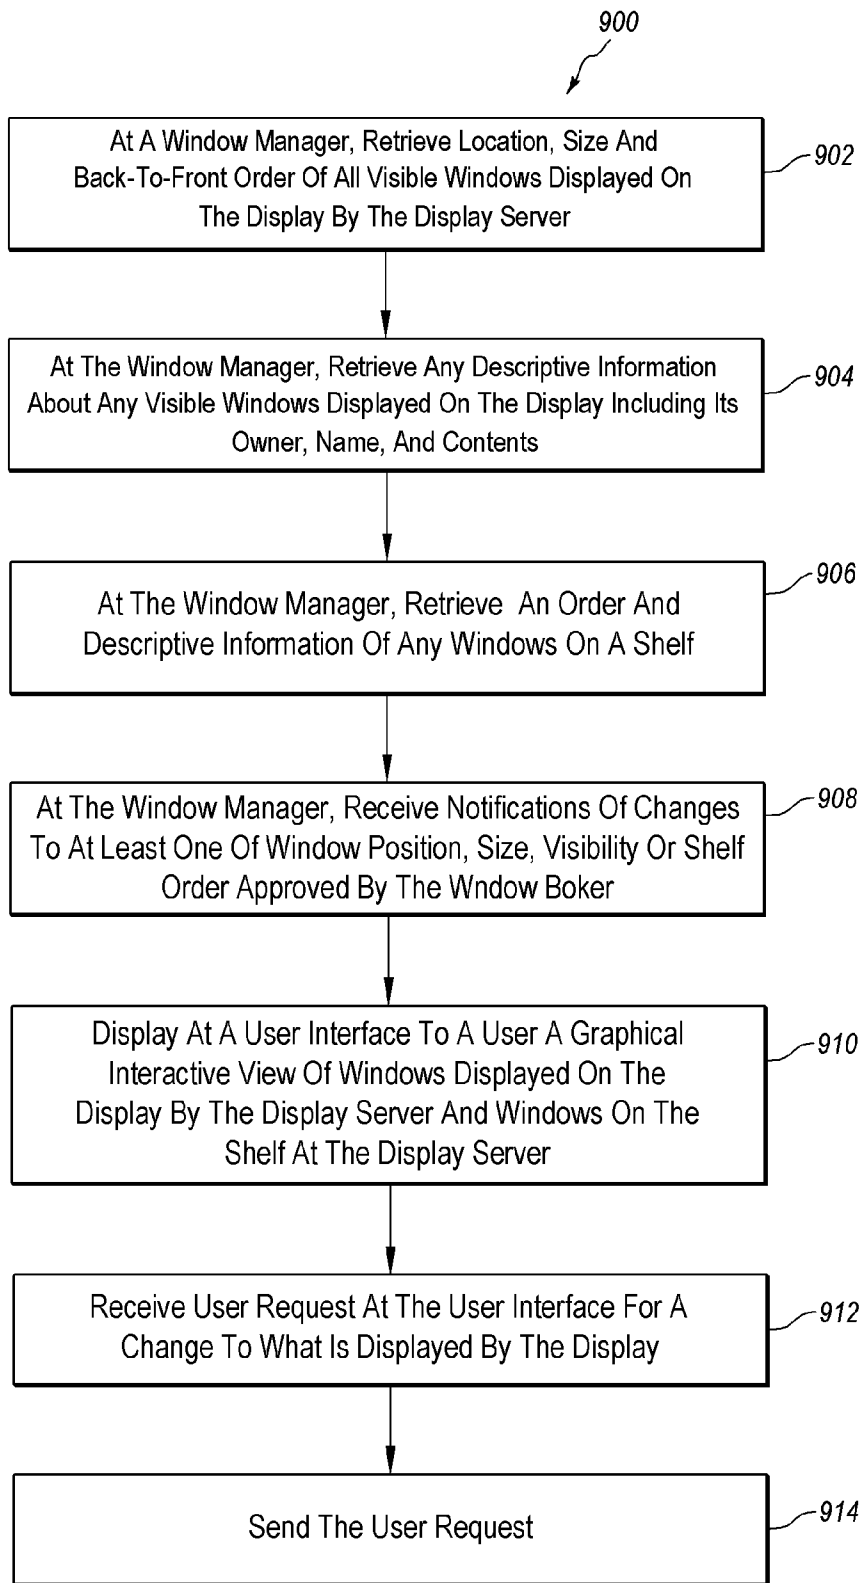 900
At A Window Manager, Retrieve Location, Size And
Back-To-Front Order Of All Visible Windows Displayed On
The Display By The Display Server
902
At The Window Manager, Retrieve Any Descriptive Information
About Any Visible Windows Displayed On The Display Including Its
Owner, Name, And Contents
904
At The Window Manager, Retrieve An Order And
Descriptive Information Of Any Windows On A Shelf
906
At The Window Manager, Receive Notifications Of Changes
To At Least One Of Window Position, Size, Visibility Or Shelf
Order Approved By The Wndow Boker
908
Display At A User Interface To A User A Graphical
Interactive View Of Windows Displayed On The
Display By The Display Server And Windows On The
Shelf At The Display Server
910
Receive User Request At The User Interface For A
Change To What Is Displayed By The Display
912
Send The User Request
914